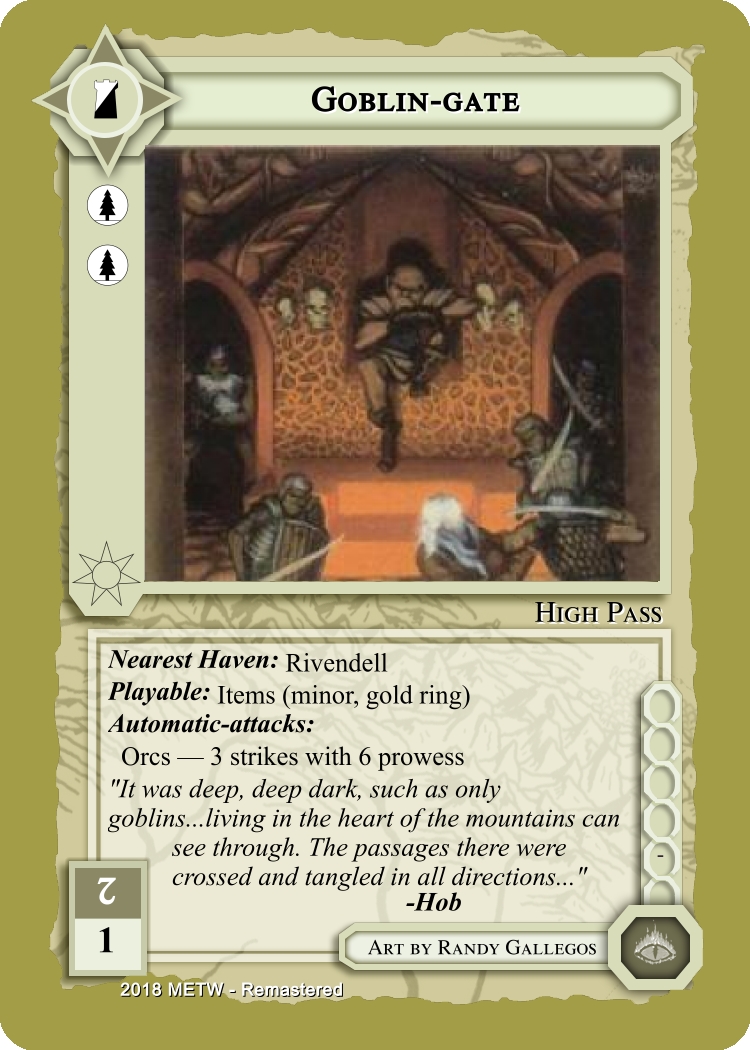 Goblin-gate
High Pass
Nearest Haven: Rivendell
Playable: Items (minor, gold ring)
Automatic-attacks:
Orcs — 3 strikes with 6 prowess
"It was deep, deep dark, such as only
goblins...living in the heart of the mountains can
see through. The passages there were
crossed and tangled in all directions..."
-Hob
-
2
1
Art by Randy Gallegos
2018 METW - Remastered